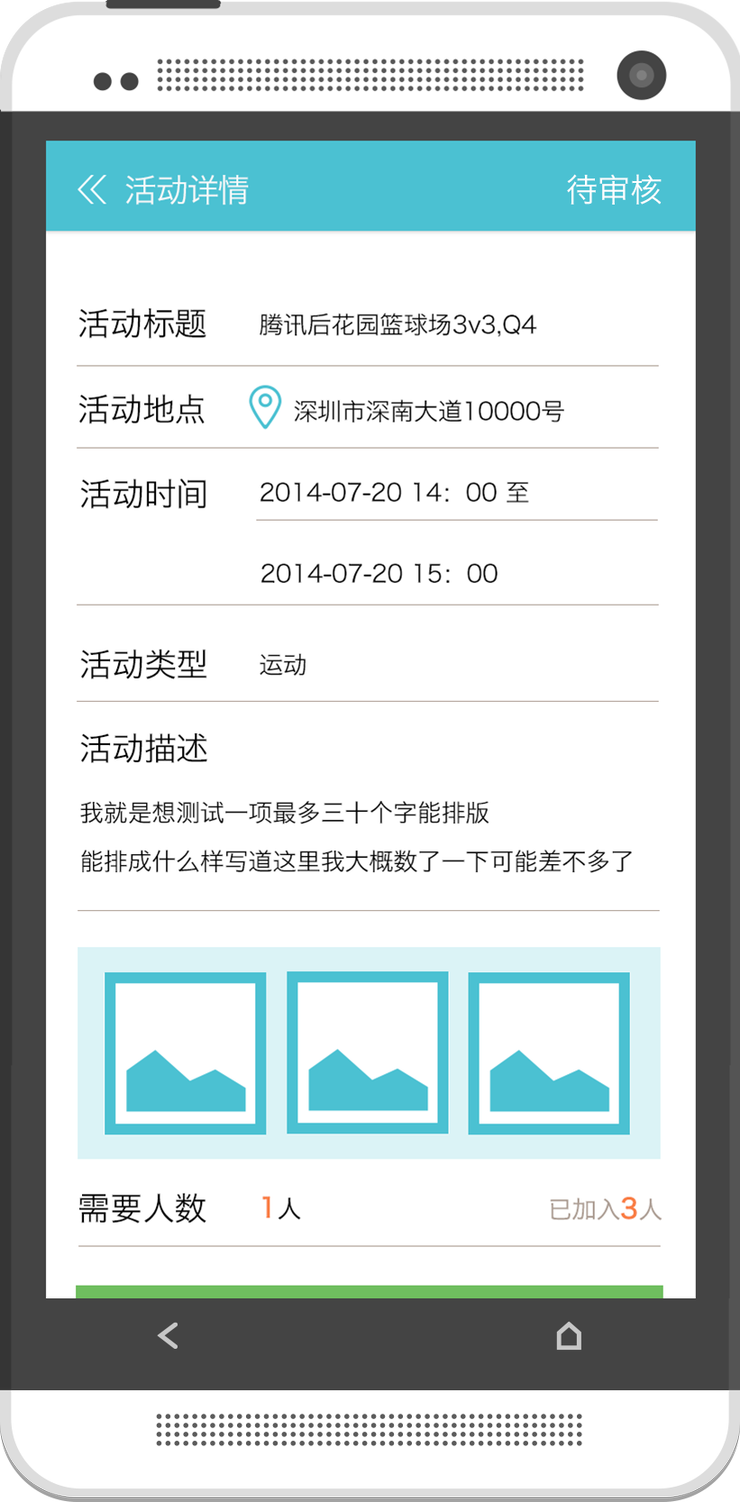 活动详情 待审核
活动标题 腾讯后花园篮球场3v3,Q4
活动地点 深圳市深南大道10000号
活动时间 2014-07-20 14：00 至
2014-07-20 15：00
活动类型 运动
活动描述
我就是想测试一项最多三十个字能排版
能排成什么样写道这里我大概数了一下可能差不多了
需要人数 1人 已加入3人